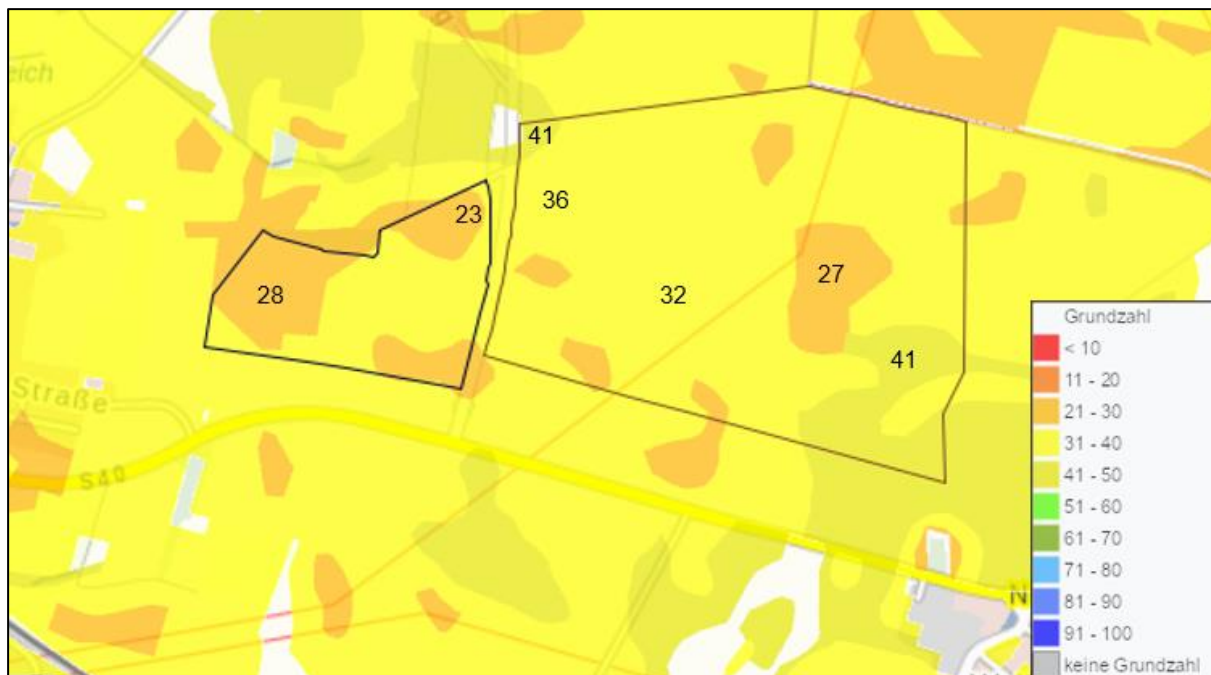 eich
g
41
36
23
28
32
27
41
Straße
S40
N
Grundzahl
< 10
11 - 20
21 - 30
31 - 40
41 - 50
51 - 60
61 - 70
71 - 80
81 - 90
91 - 100
keine Grundzahl